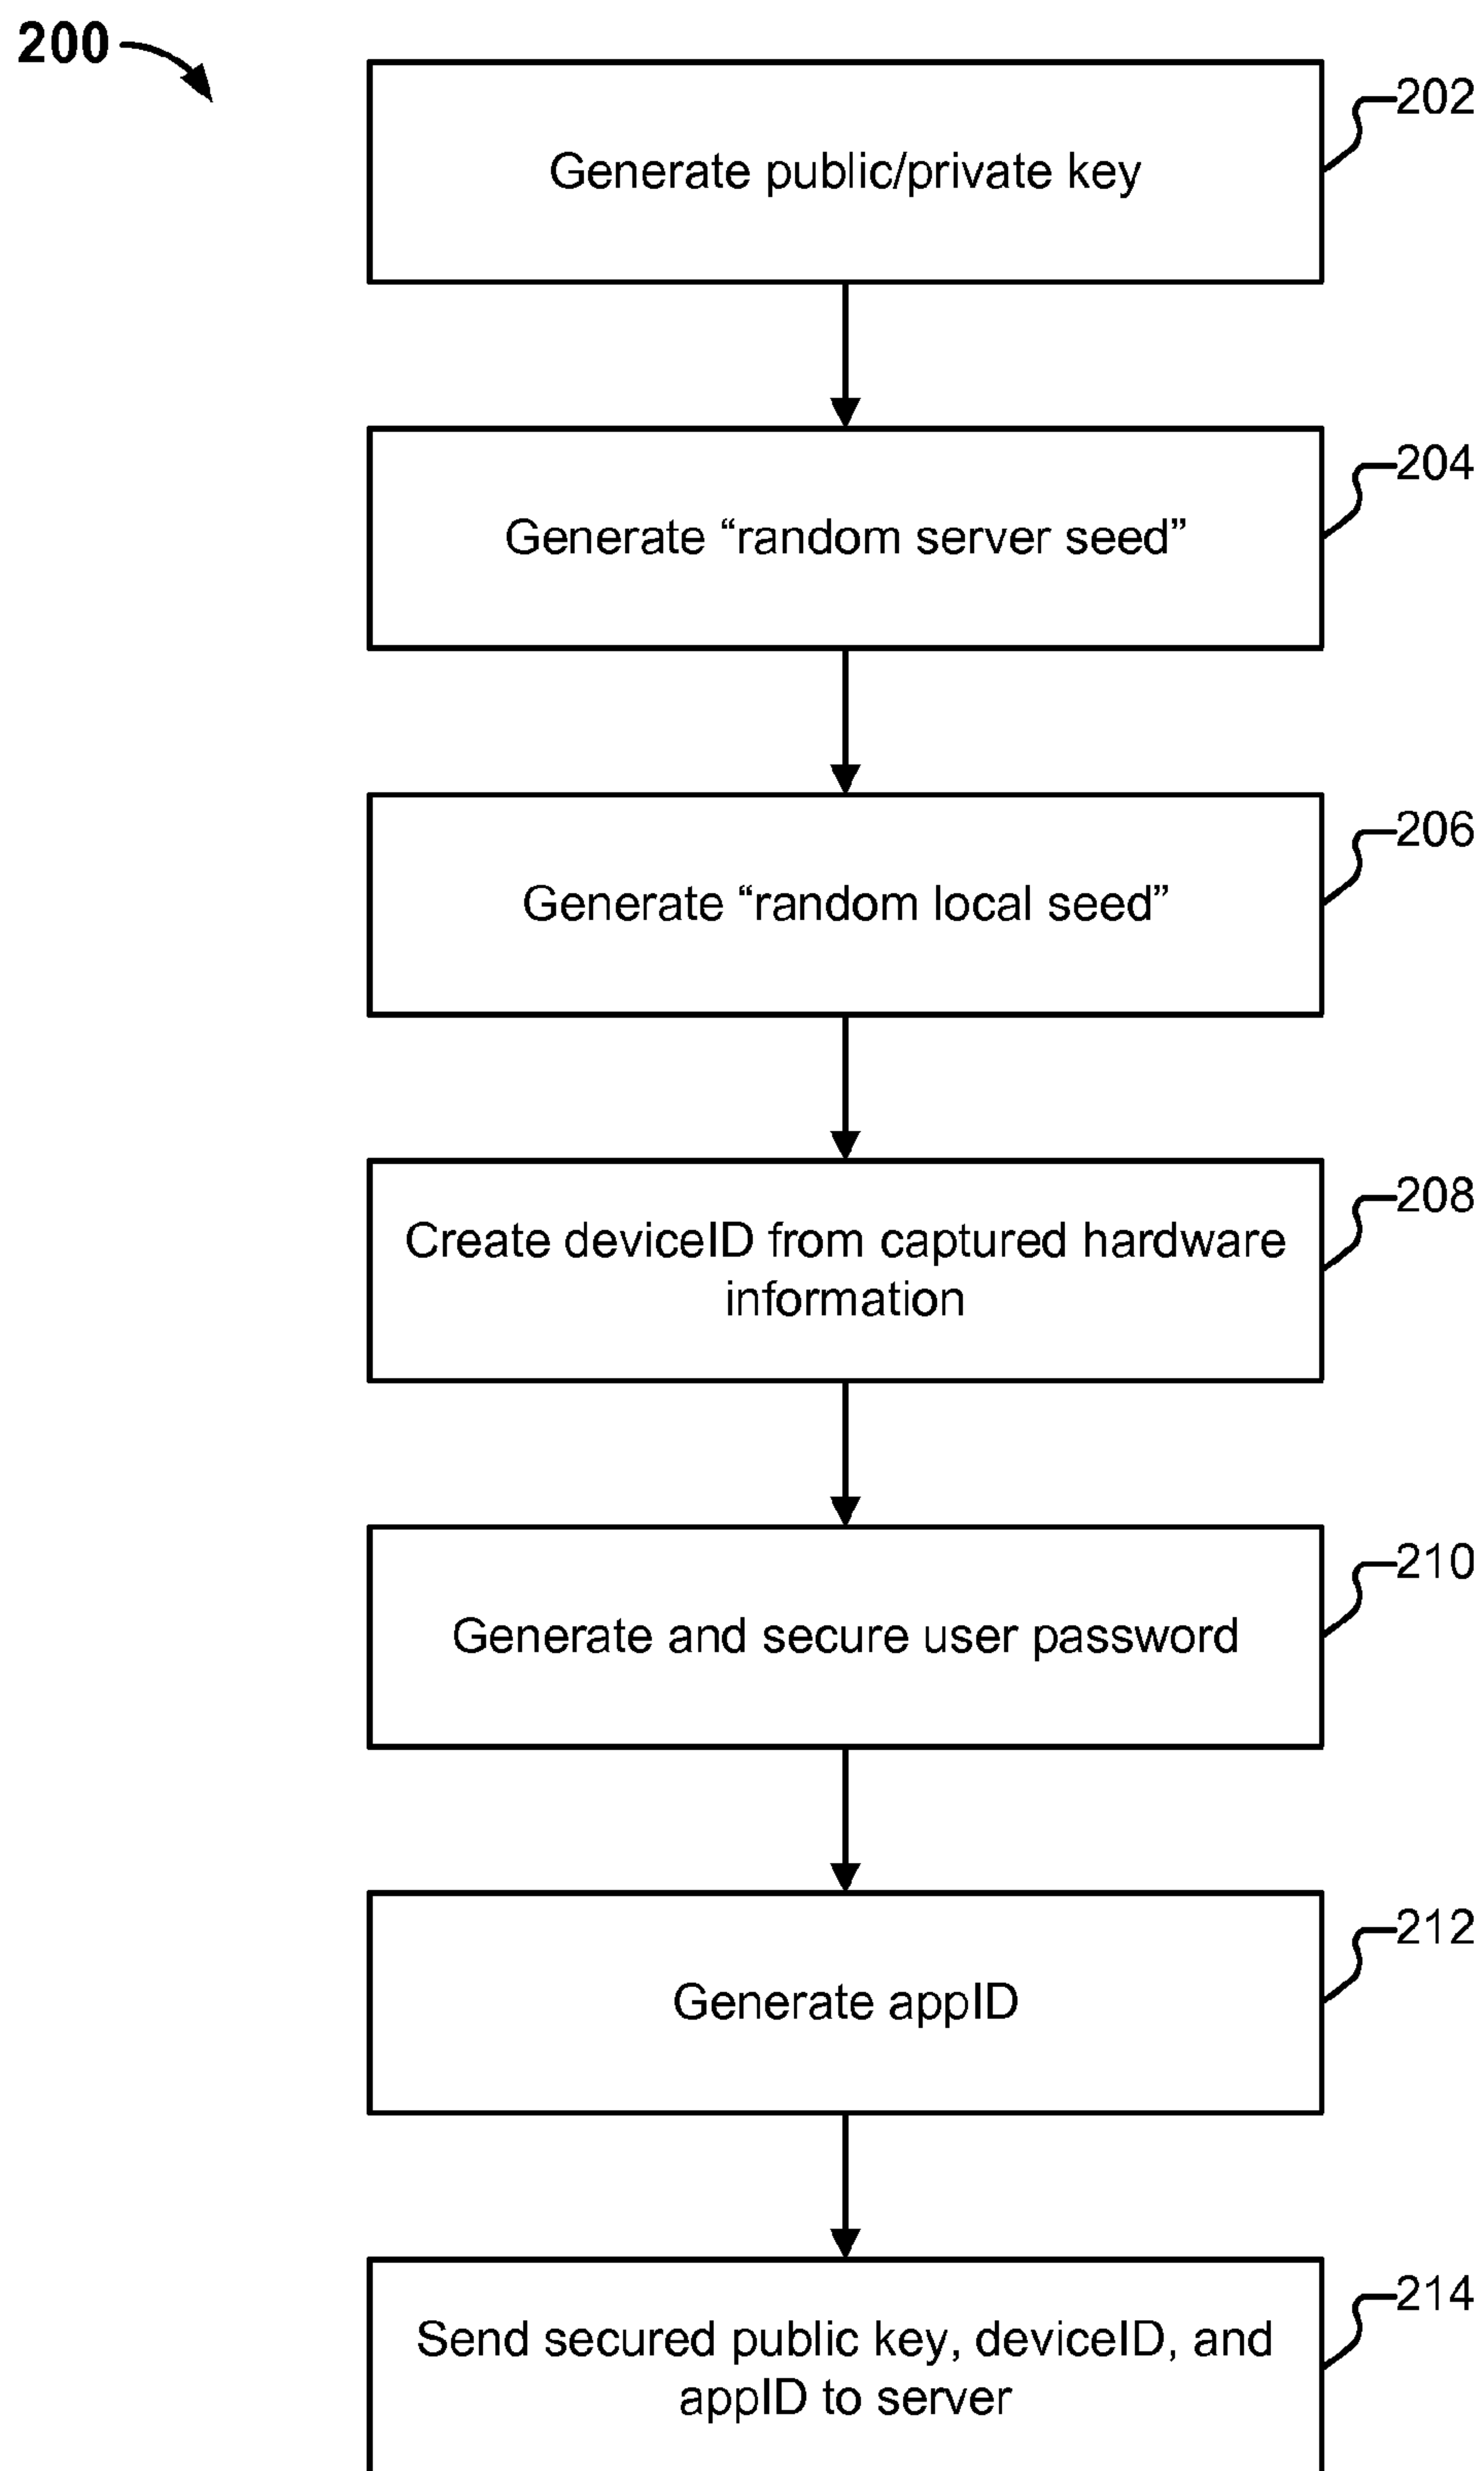 200
202
Generate public/private key
204
Generate “random server seed”
206
Generate “random local seed”
208
Create deviceID from captured hardware
information
210
Generate and secure user password
212
Generate appID
214
Send secured public key, deviceID, and
appID to server